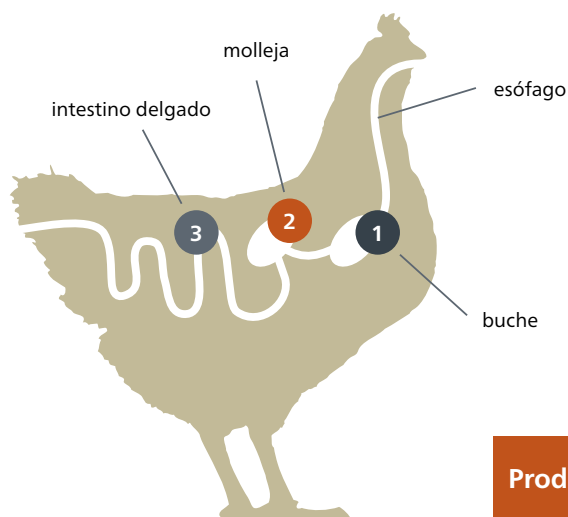 molleja
esófago
intestino delgado
2
3
1
buche
Prod